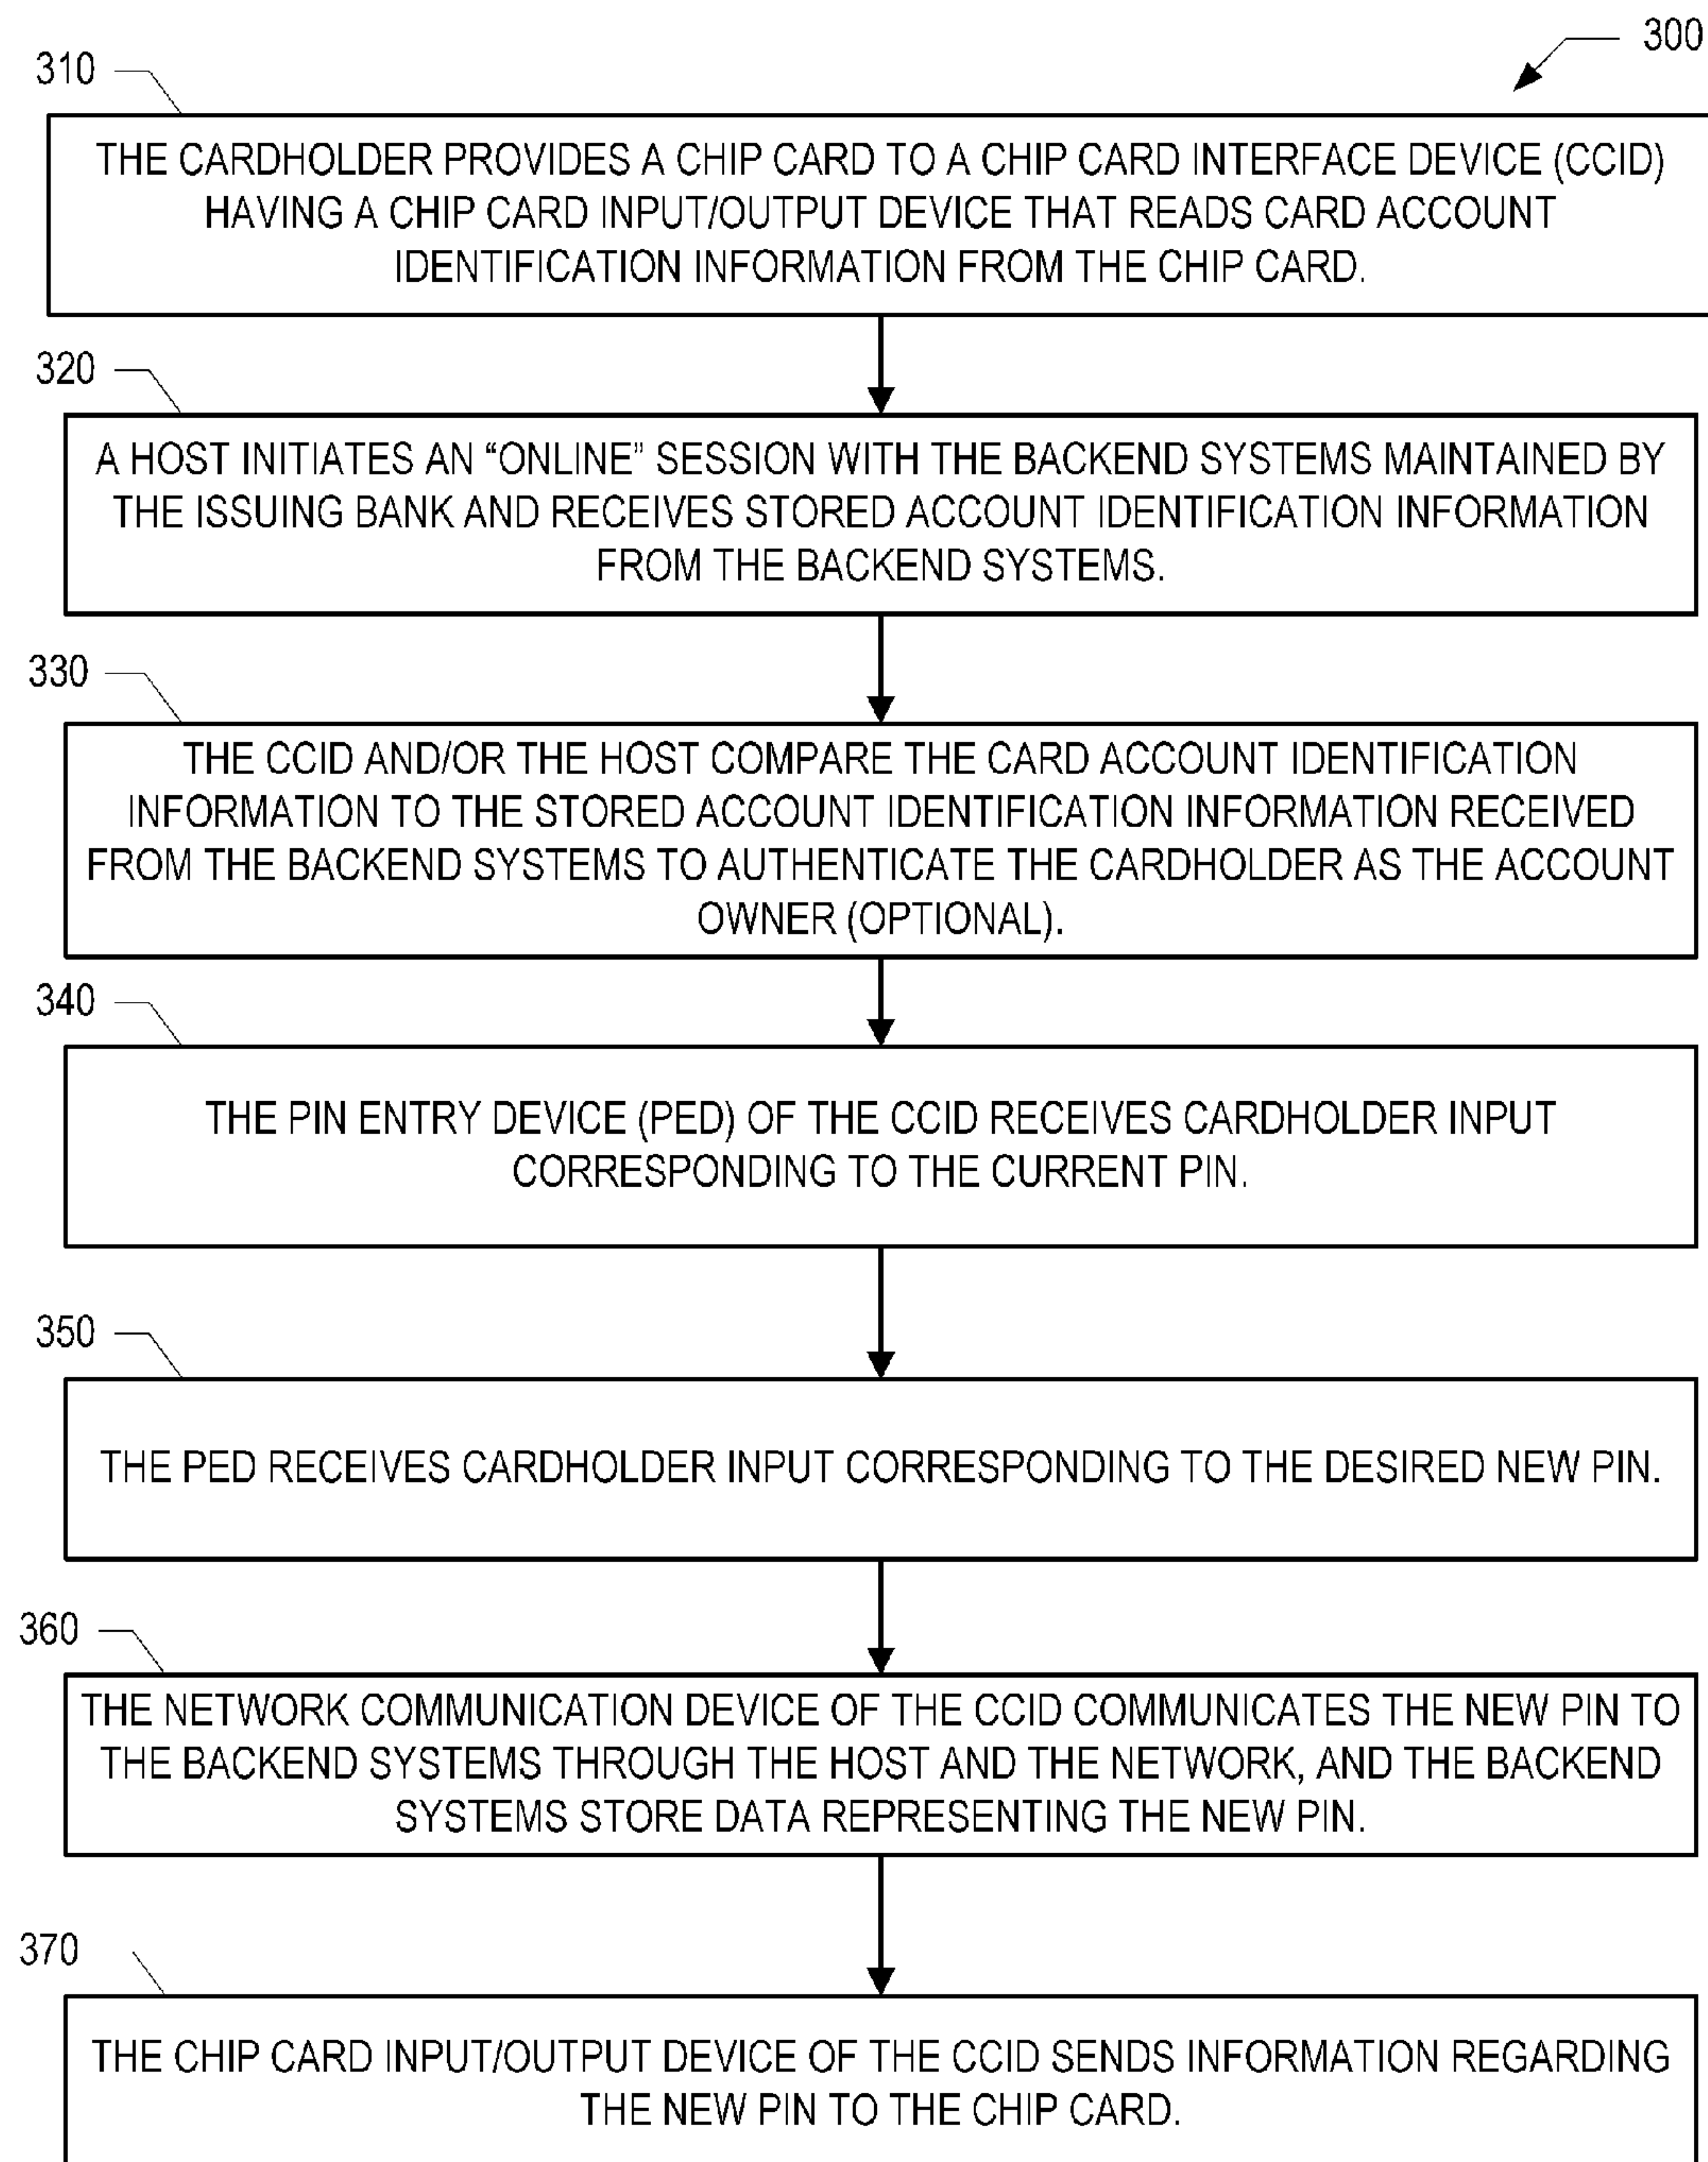 300
310
THE CARDHOLDER PROVIDES A CHIP CARD TO A CHIP CARD INTERFACE DEVICE (CCID)
HAVING A CHIP CARD INPUT/OUTPUT DEVICE THAT READS CARD ACCOUNT
IDENTIFICATION INFORMATION FROM THE CHIP CARD.
320
A HOST INITIATES AN “ONLINE” SESSION WITH THE BACKEND SYSTEMS MAINTAINED BY
THE ISSUING BANK AND RECEIVES STORED ACCOUNT IDENTIFICATION INFORMATION
FROM THE BACKEND SYSTEMS.
330
THE CCID AND/OR THE HOST COMPARE THE CARD ACCOUNT IDENTIFICATION
INFORMATION TO THE STORED ACCOUNT IDENTIFICATION INFORMATION RECEIVED
FROM THE BACKEND SYSTEMS TO AUTHENTICATE THE CARDHOLDER AS THE ACCOUNT
OWNER (OPTIONAL).
340
THE PIN ENTRY DEVICE (PED) OF THE CCID RECEIVES CARDHOLDER INPUT
CORRESPONDING TO THE CURRENT PIN.
350
THE PED RECEIVES CARDHOLDER INPUT CORRESPONDING TO THE DESIRED NEW PIN.
360
THE NETWORK COMMUNICATION DEVICE OF THE CCID COMMUNICATES THE NEW PIN TO
THE BACKEND SYSTEMS THROUGH THE HOST AND THE NETWORK, AND THE BACKEND
SYSTEMS STORE DATA REPRESENTING THE NEW PIN.
370
THE CHIP CARD INPUT/OUTPUT DEVICE OF THE CCID SENDS INFORMATION REGARDING
THE NEW PIN TO THE CHIP CARD.